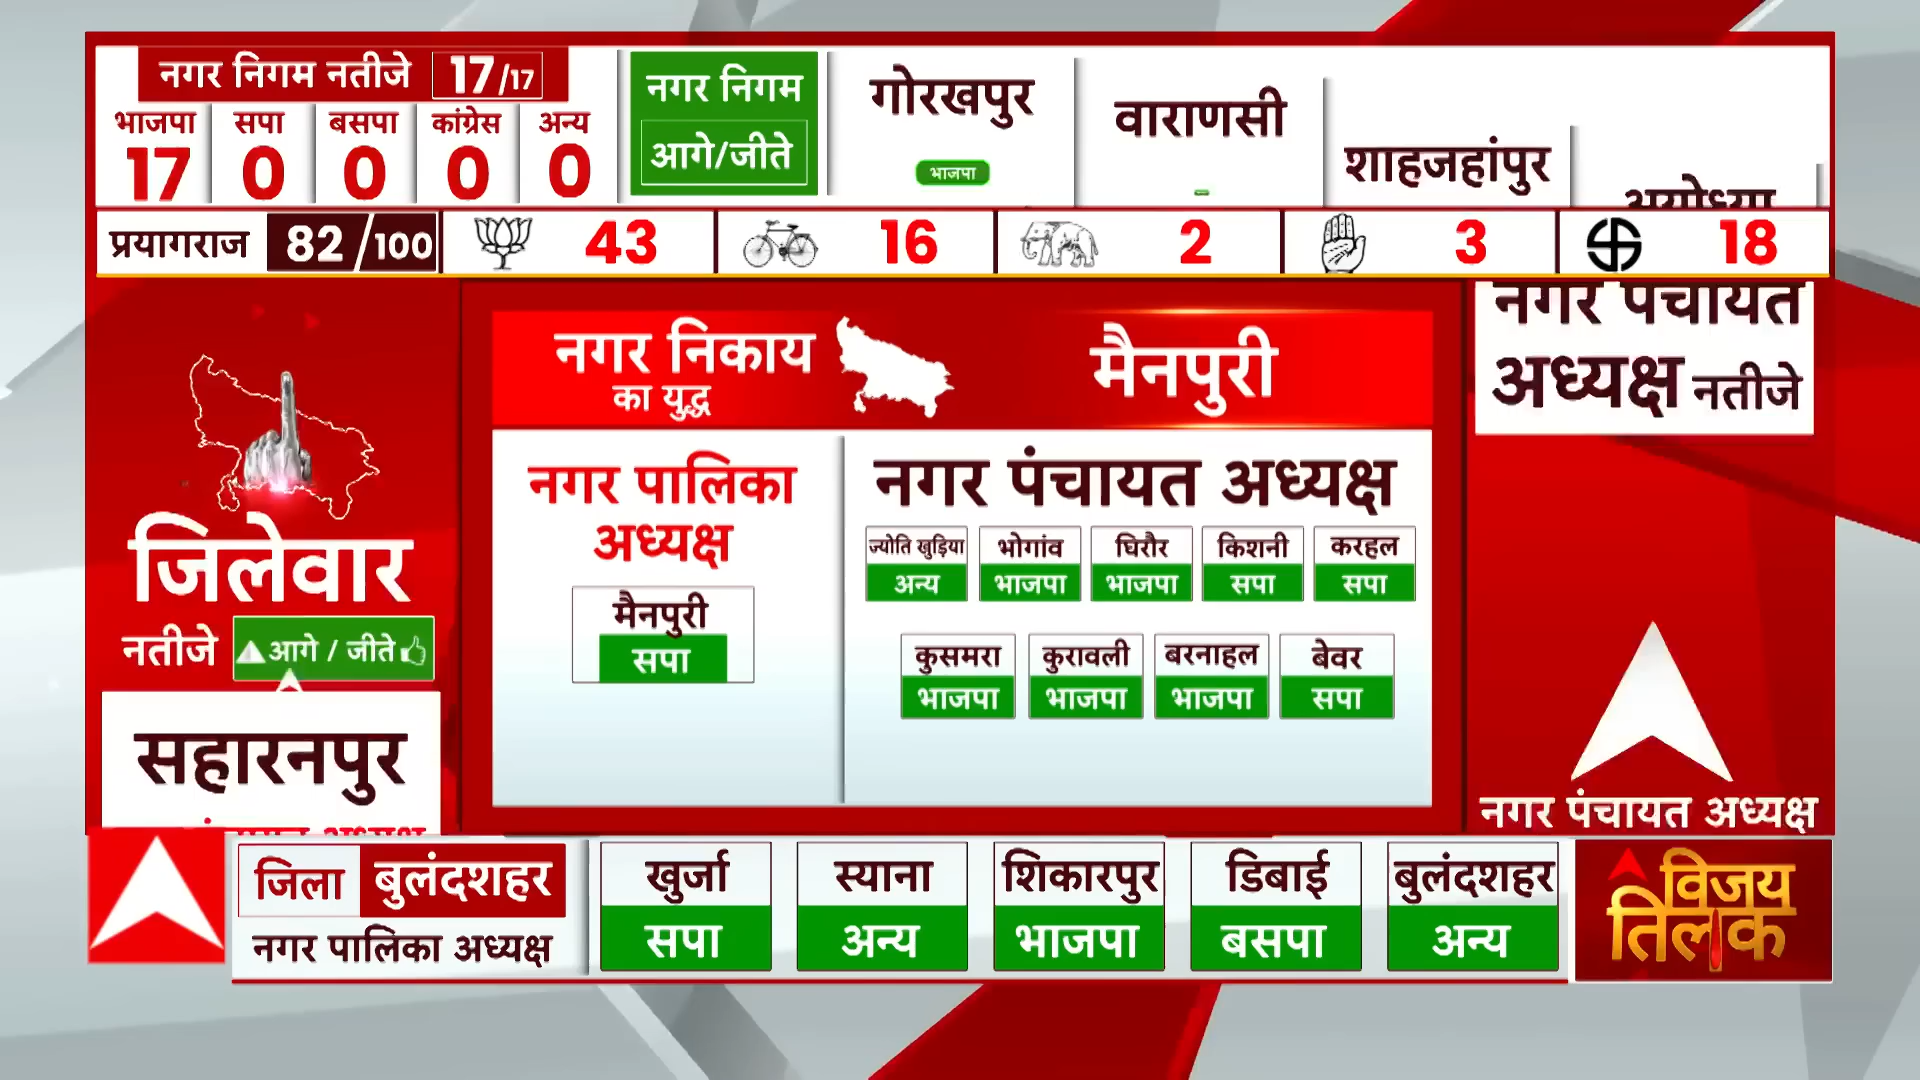 नगर निगम नतीजे 17/17
भाजपा सपा बसपा कांग्रेस अन्य
17 0 0 0 0
नगर निगम
आगे/जीते
गोरखपुर
भाजपा
वाराणसी
शाहजहांपुर
अयोध्या
प्रयागराज 82/100 43 16 2 3 18
जिलेवार
नतीजे आगे / जीते
सहारनपुर
नगर निकाय
का युद्ध
मैनपुरी
नगर पालिका
अध्यक्ष
मैनपुरी
सपा
नगर पंचायत अध्यक्ष
ज्योति खुड़िया भोगांव घिरौर किशनी करहल
अन्य भाजपा भाजपा सपा सपा
कुसमरा कुरावली बरनाहल बेवर
भाजपा भाजपा भाजपा सपा
नगर पंचायत
अध्यक्ष नतीजे
नगर पंचायत अध्यक्ष
जिला बुलंदशहर
नगर पालिका अध्यक्ष
खुर्जा स्याना शिकारपुर डिबाई बुलंदशहर
सपा अन्य भाजपा बसपा अन्य
विजय
तिलक